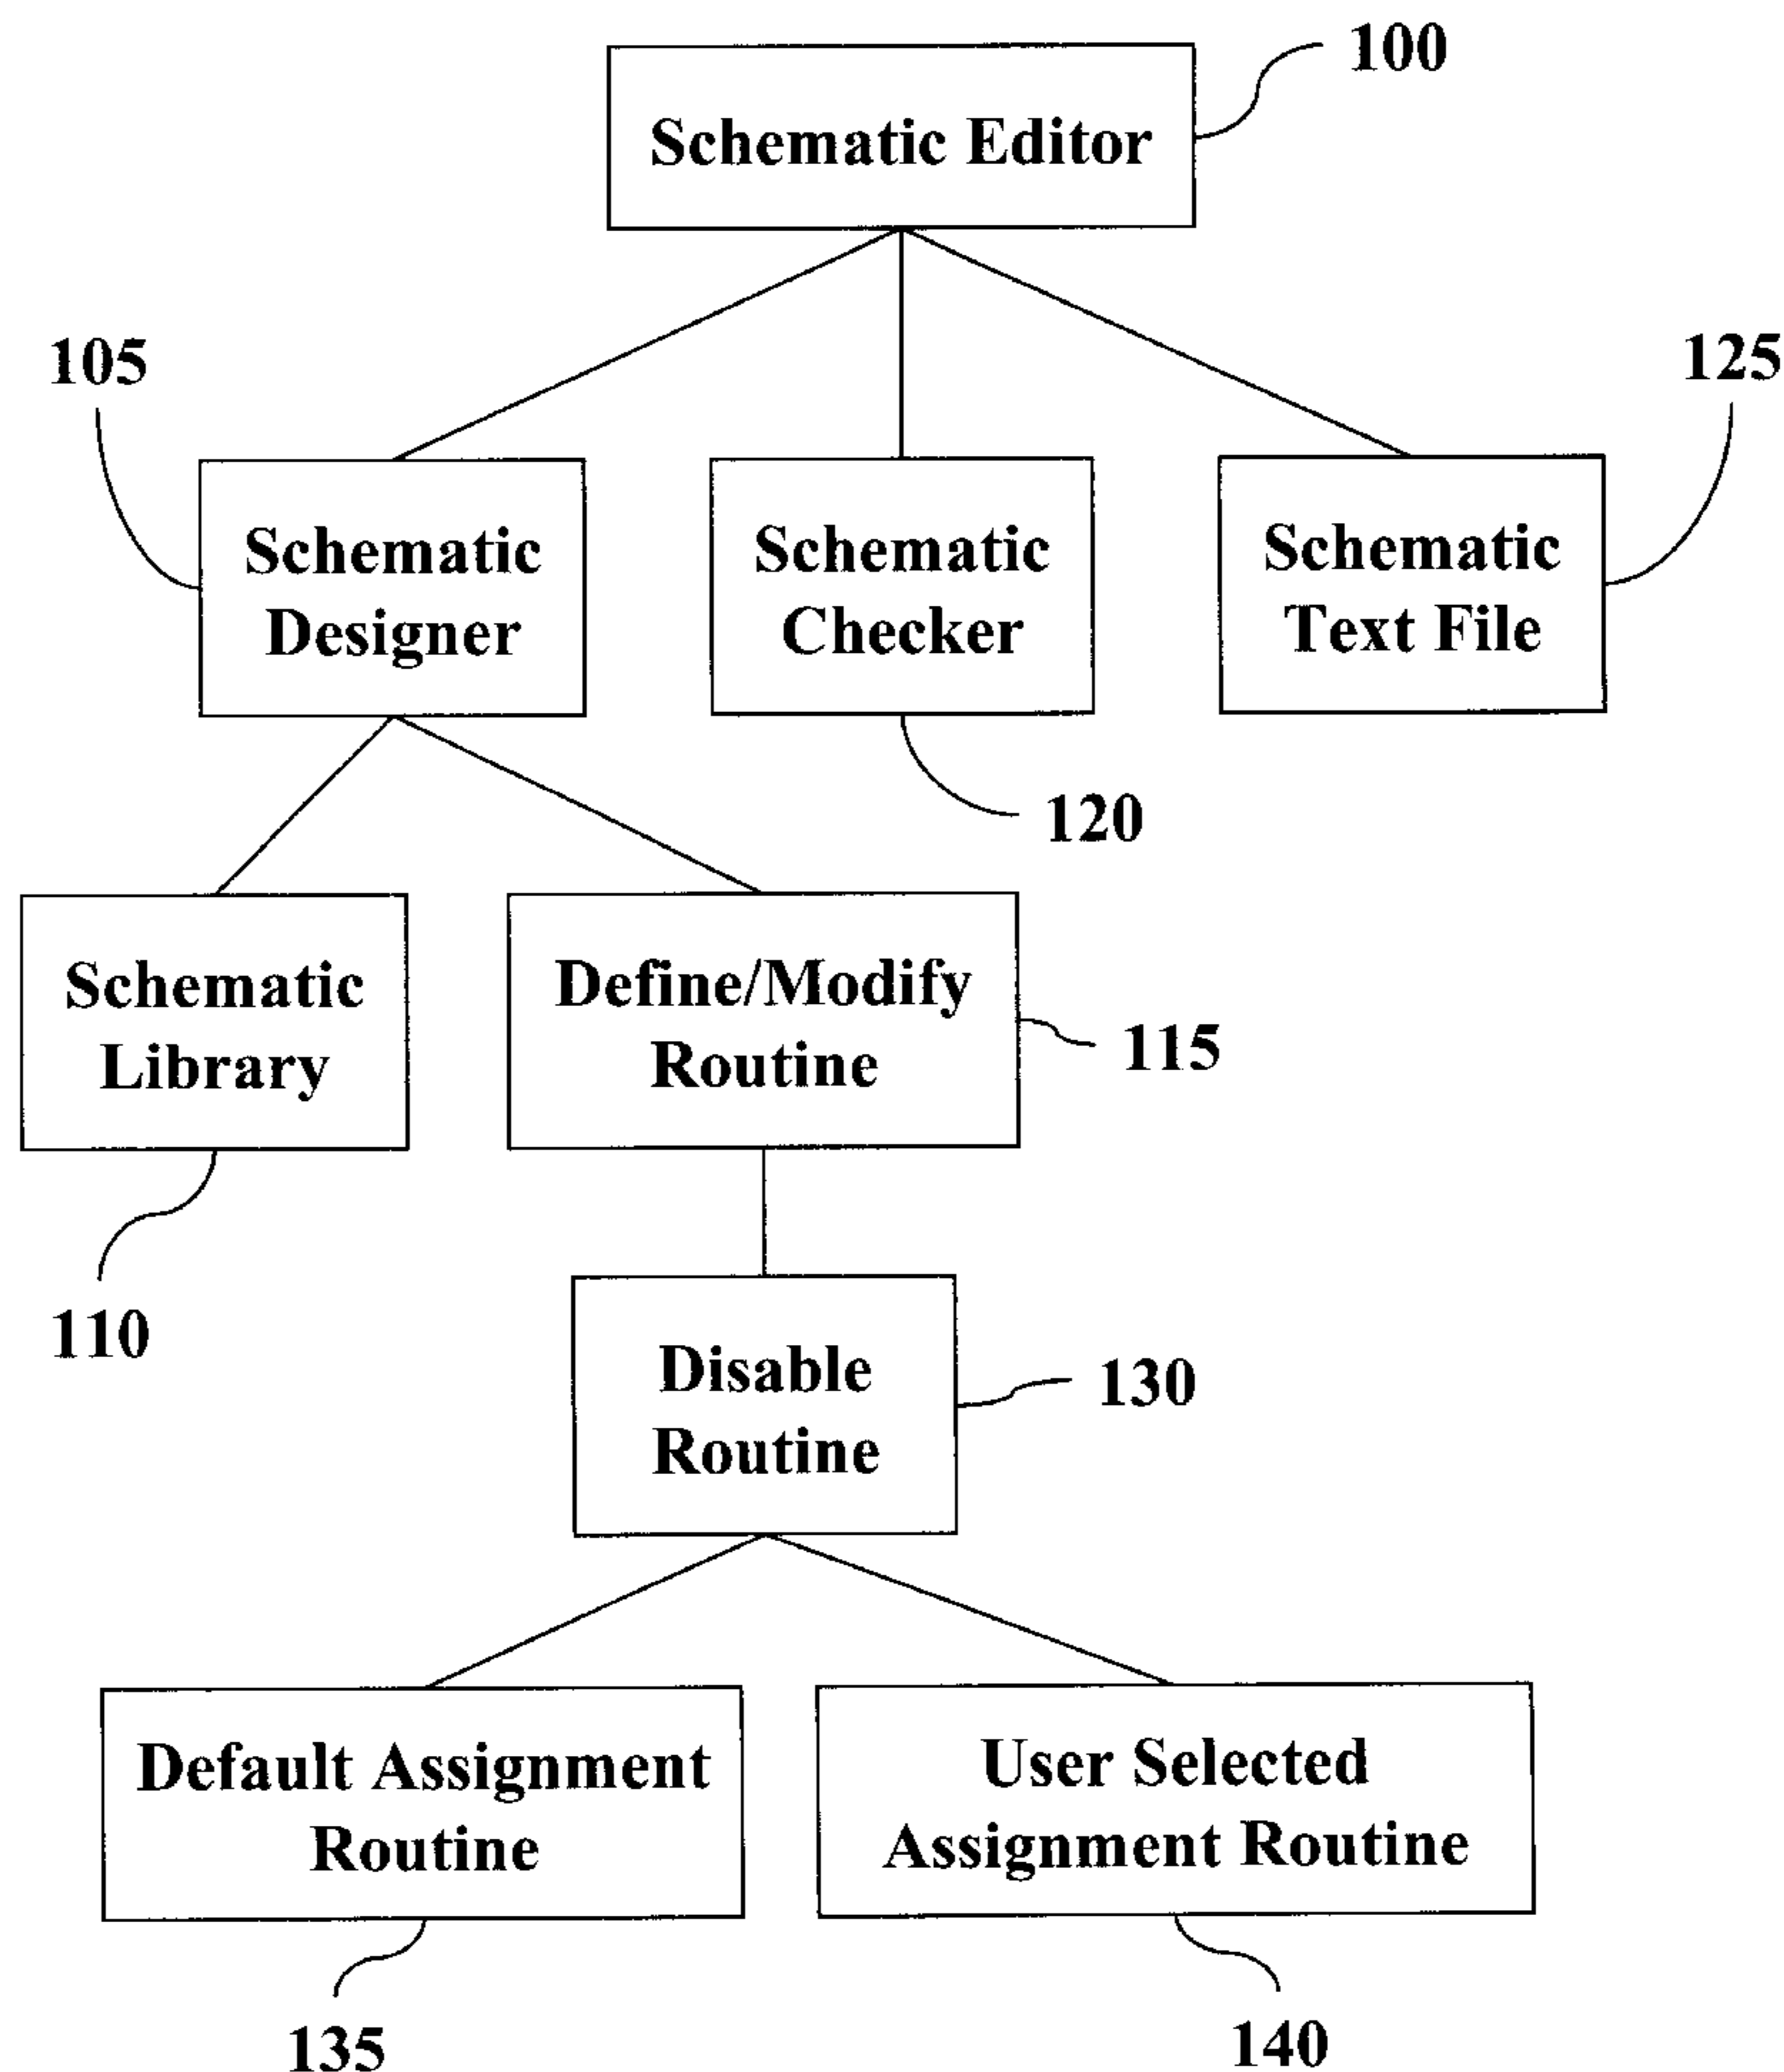 100
Schematic Editor
105
125
Schematic
Designer
Schematic
Checker
Schematic
Text File
120
Schematic
Library
Define/Modify
Routine
115
110
Disable
Routine
130
Default Assignment
Routine
User Selected
Assignment Routine
135
140